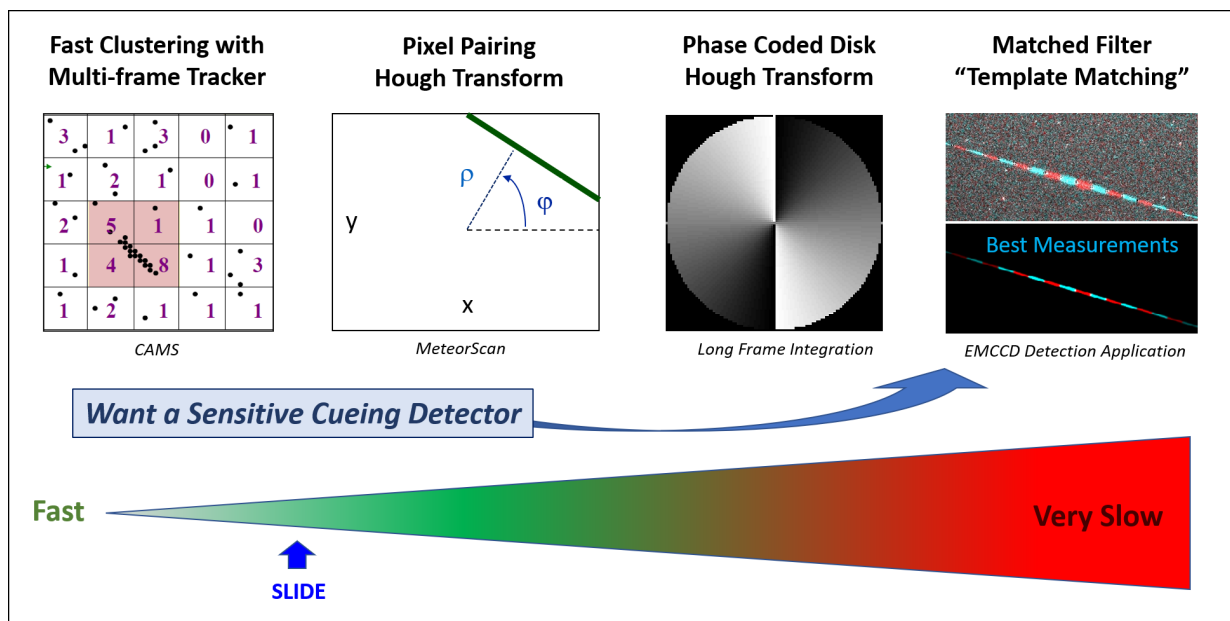 Fast Clustering with
Multi-frame Tracker
Pixel Pairing
Hough Transform
Phase Coded Disk
Hough Transform
Matched Filter
“Template Matching”
3 1 3 0 1
1 2 1 0 1
2 5 1 1 0
1 4 8 1 3
1 2 1 1 1
ρ
φ
y
x
Best Measurements
CAMS
MeteorScan
Long Frame Integration
EMCCD Detection Application
Want a Sensitive Cueing Detector
Fast
Very Slow
SLIDE